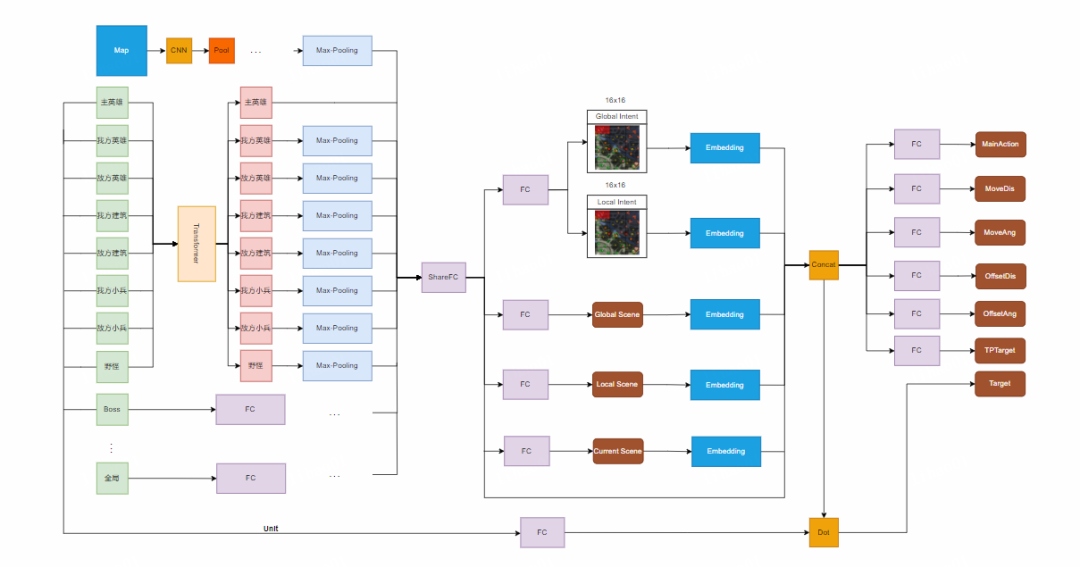 Map
CNN
Pool
...
Max-Pooling
主英雄
主英雄
我方英雄
我方英雄
Max-Pooling
敌方英雄
敌方英雄
Max-Pooling
我方建筑
我方建筑
Max-Pooling
敌方建筑
敌方建筑
Max-Pooling
我方小兵
我方小兵
Max-Pooling
敌方小兵
敌方小兵
Max-Pooling
野怪
野怪
Max-Pooling
Transformer
Boss
FC
...
⋮
全局
FC
...
Unit
FC
ShareFC
FC
16x16
Global Intent
Embedding
16x16
Local Intent
Embedding
FC
Global Scene
Embedding
FC
Local Scene
Embedding
FC
Current Scene
Embedding
Concat
Dot
FC
MainAction
FC
MoveDis
FC
MoveAng
FC
OffsetDis
FC
OffsetAng
FC
TPTarget
Target